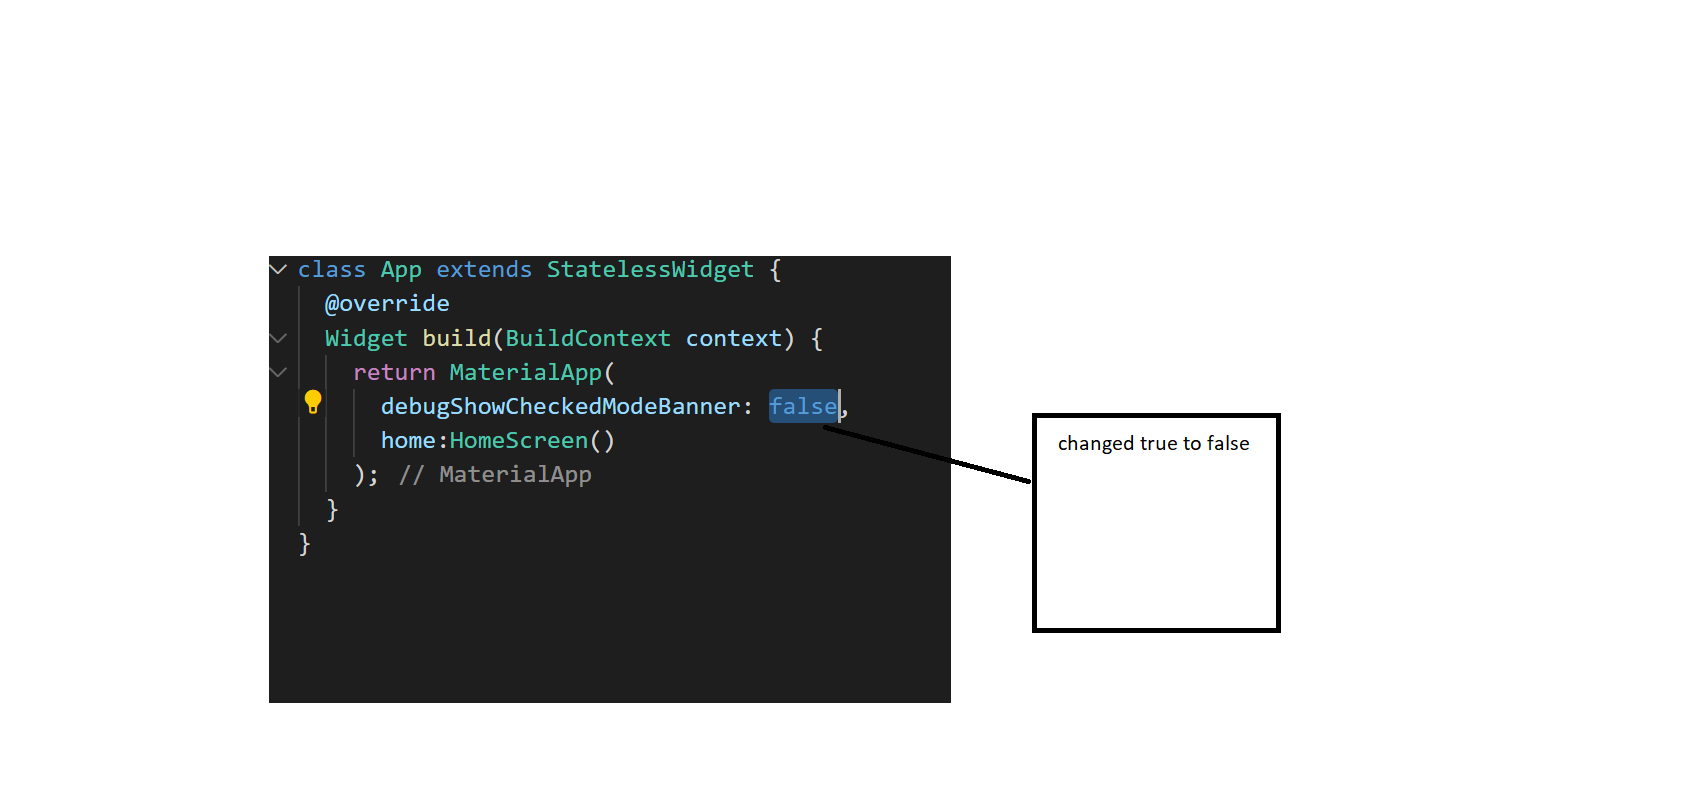 class App extends StatelessWidget {
@override
Widget build(BuildContext context) {
return MaterialApp(
debugShowCheckedModeBanner: false,
home:HomeScreen()
); // MaterialApp
}
}
changed true to false